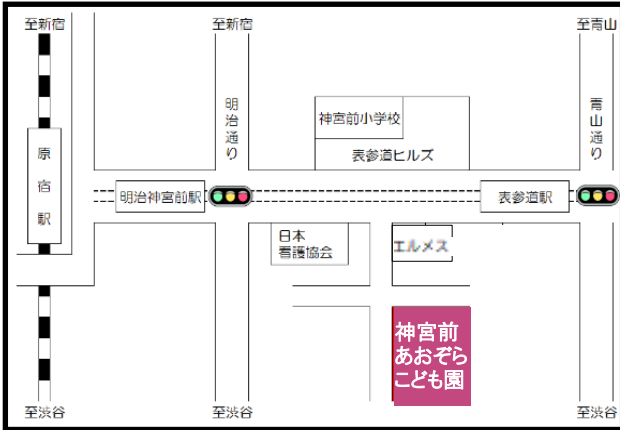 至新宿
至新宿
至青山
明治通り
青山通り
神宮前小学校
表参道ヒルズ
原宿駅
明治神宮前駅
表参道駅
日本
看護協会
エルメス
神宮前
あおぞら
こども園
至渋谷
至渋谷
至渋谷